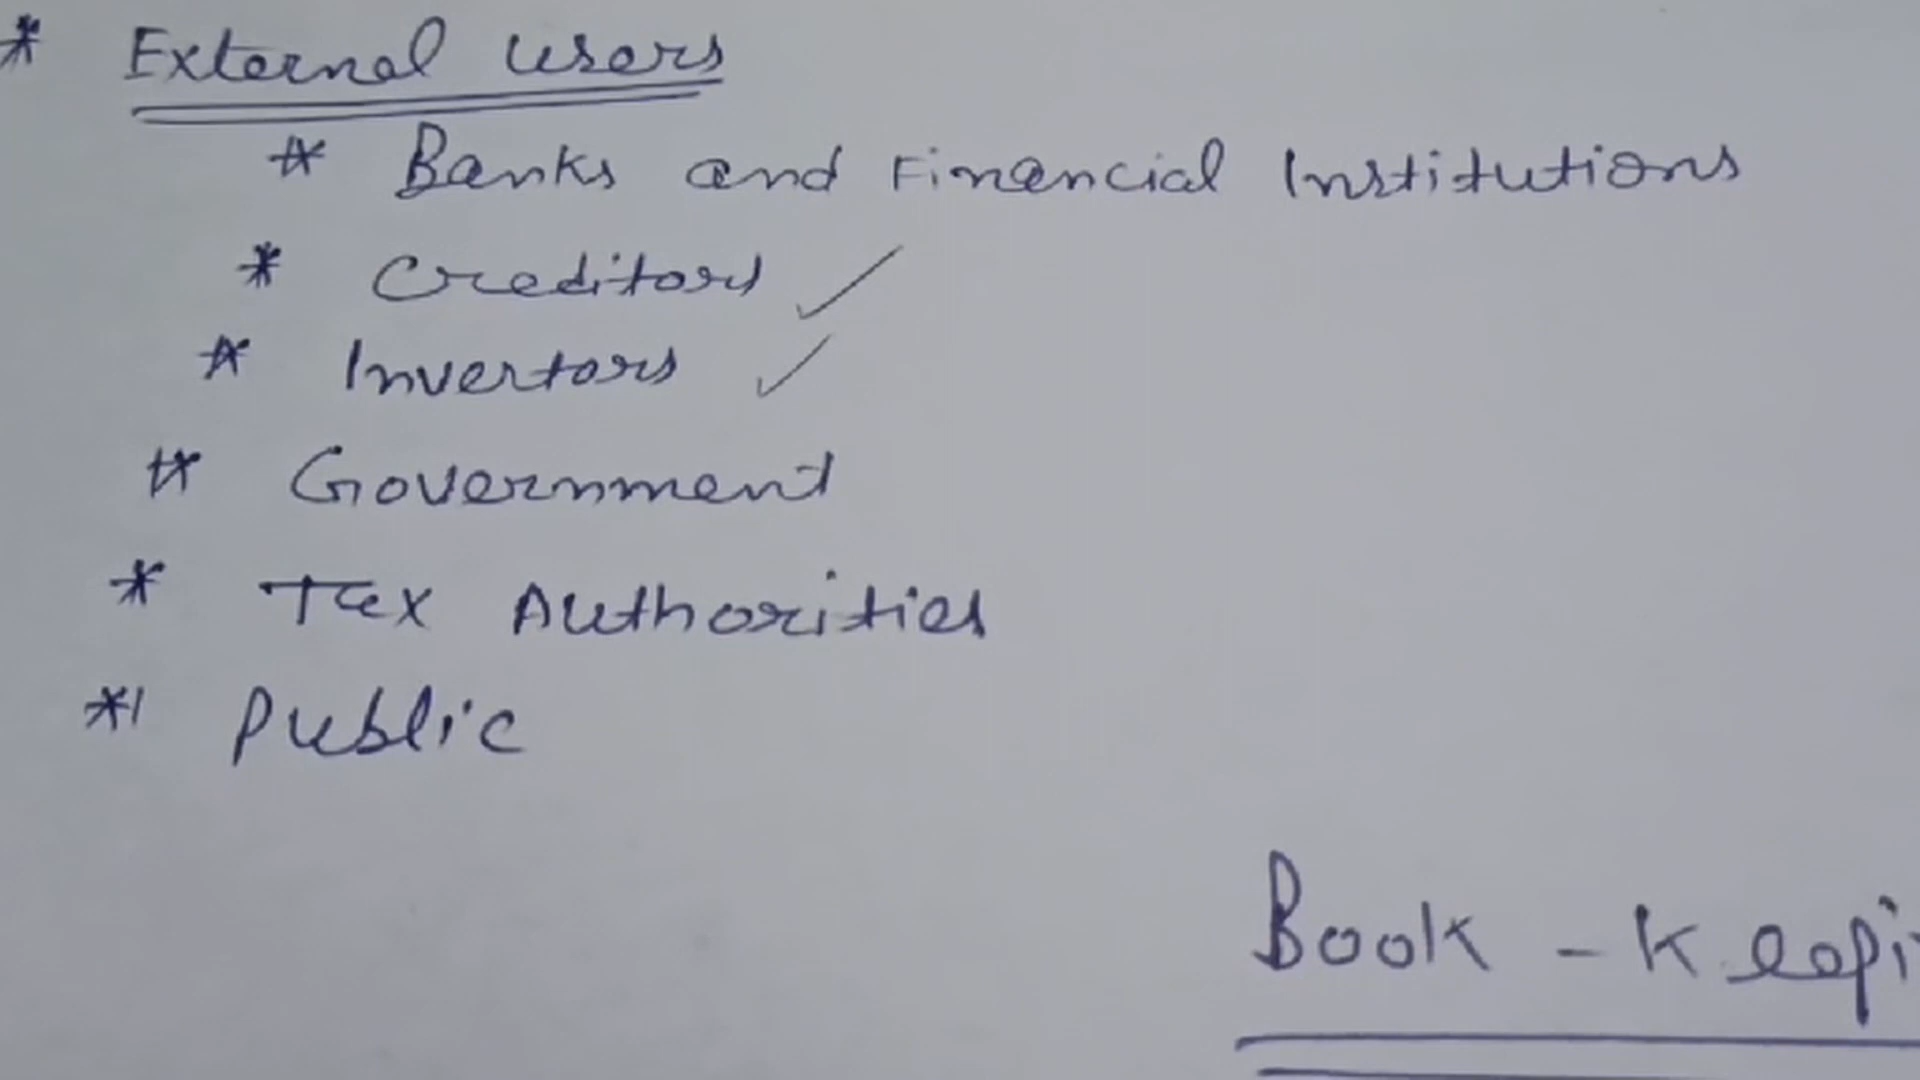 * External users
* Banks and Financial Institutions
* Creditors ✓
* Investors ✓
* Government
* Tax Authorities
* Public
Book - Keepi